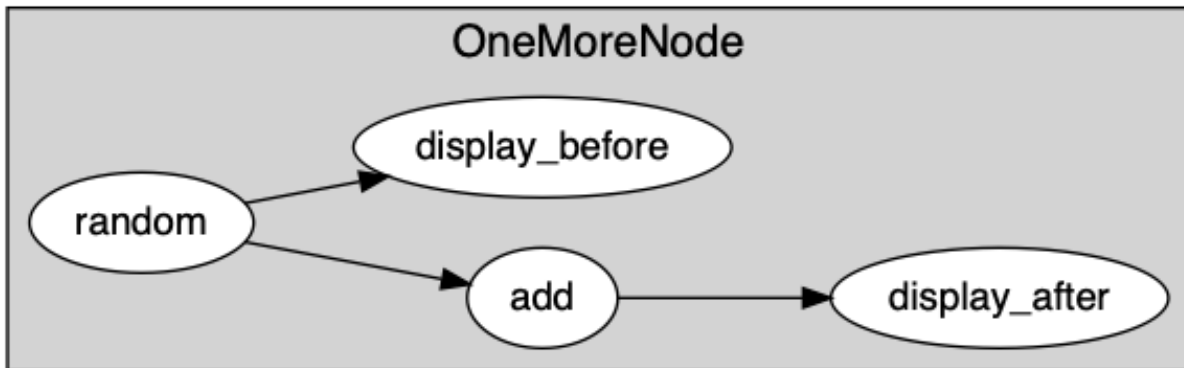 OneMoreNode
display_before
random
add
display_after